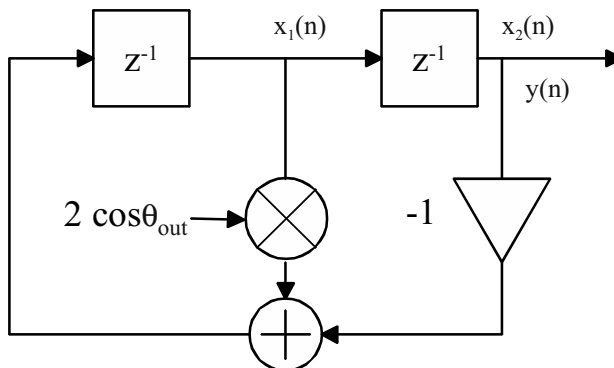 x₁(n)
x₂(n)
z⁻¹
z⁻¹
y(n)
2 cosθout
-1